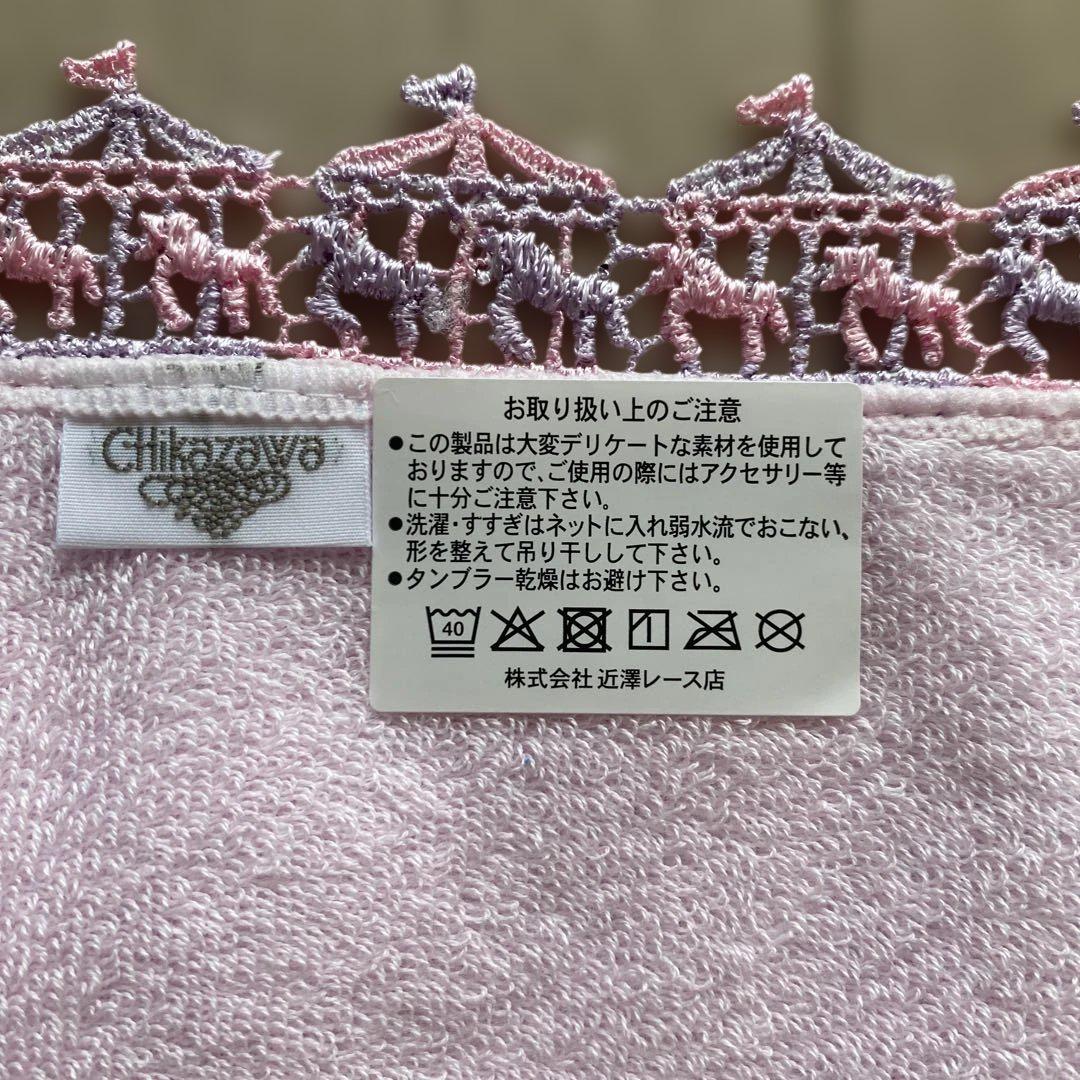 Chikazawa
お取り扱い上のご注意
●この製品は大変デリケートな素材を使用して
おりますので、ご使用の際にはアクセサリー等
に十分ご注意下さい。
●洗濯・すすぎはネットに入れ弱水流でおこない、
形を整えて吊り干しして下さい。
●タンブラー乾燥はお避け下さい。
40
株式会社 近澤レース店